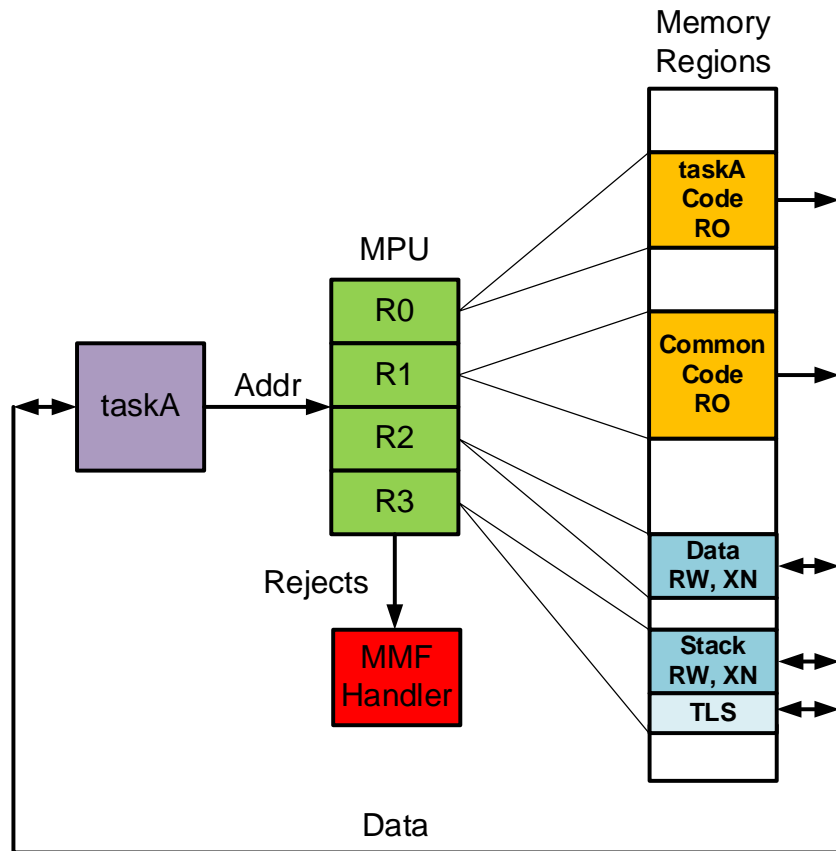 Memory
Regions
taskA
Code
RO
MPU
R0
R1
Common
Code
RO
taskA
Addr
R2
R3
Data
RW, XN
Rejects
MMF
Handler
Stack
RW, XN
TLS
Data